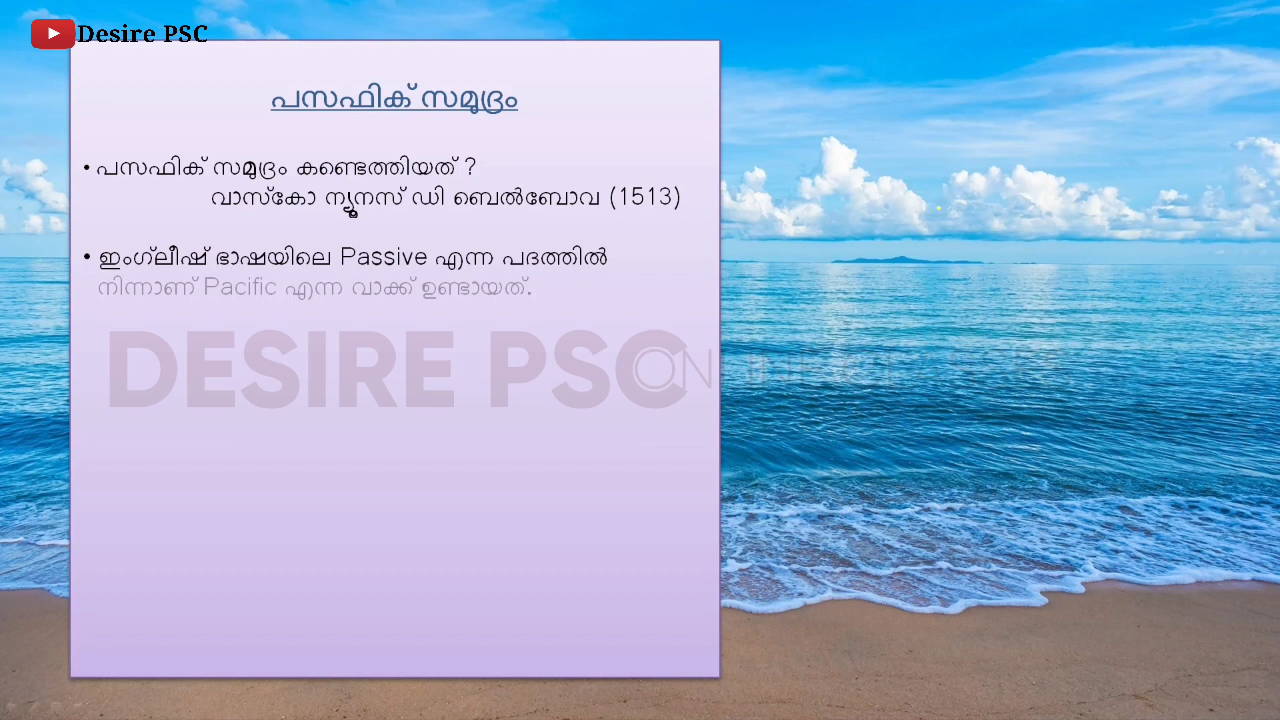 Desire PSC
പസഫിക് സമുദ്രം
• പസഫിക് സമുദ്രം കണ്ടെത്തിയത് ?
വാസ്കോ ന്യൂനസ് ഡി ബെൽബോവ (1513)
• ഇംഗ്ലീഷ് ഭാഷയിലെ Passive എന്ന പദത്തിൽ
നിന്നാണ് Pacific എന്ന വാക്ക് ഉണ്ടായത്.
DESIRE PSC